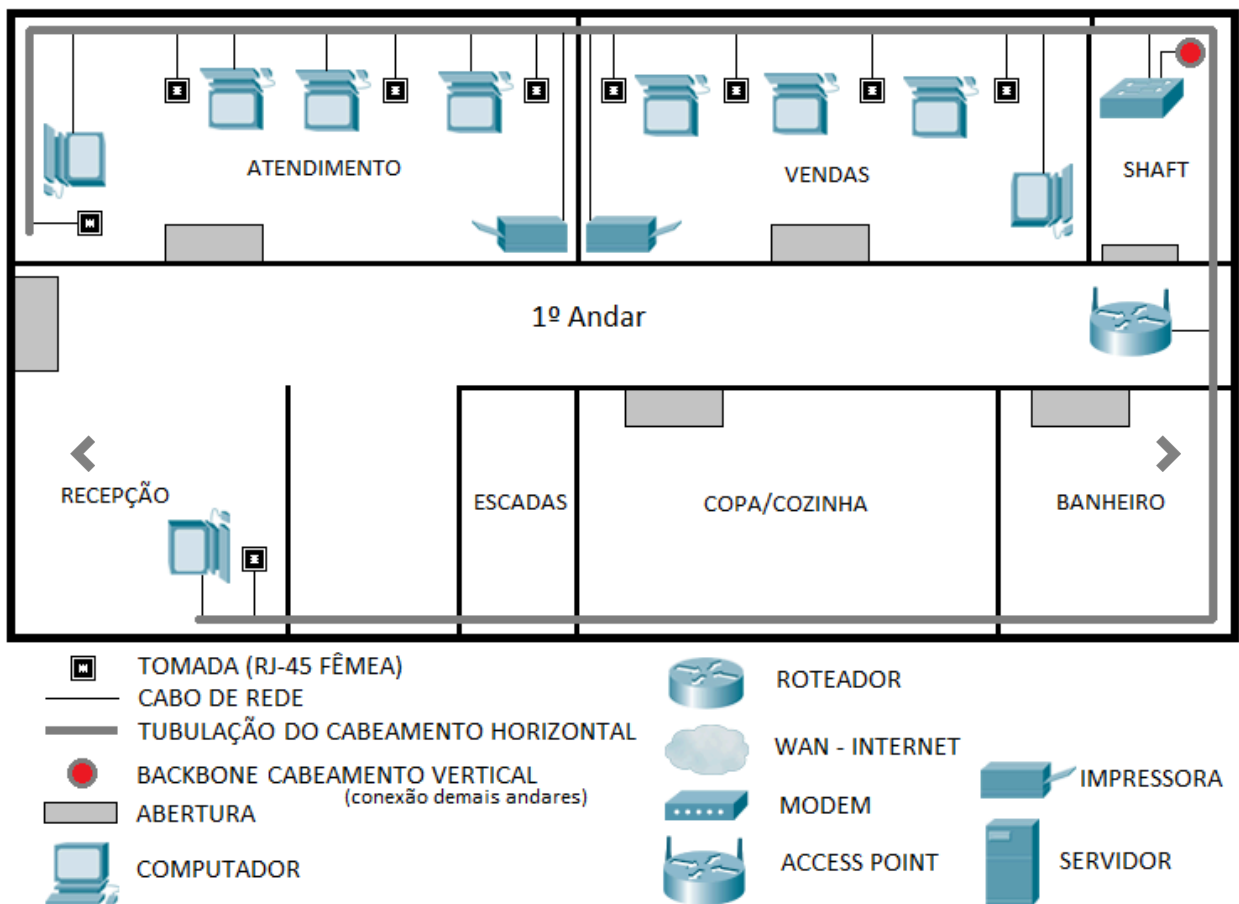 ATENDIMENTO
VENDAS
SHAFT
1º Andar
RECEPÇÃO
ESCADAS
COPA/COZINHA
BANHEIRO
TOMADA (RJ-45 FÊMEA)
CABO DE REDE
TUBULAÇÃO DO CABEAMENTO HORIZONTAL
BACKBONE CABEAMENTO VERTICAL
(conexão demais andares)
ABERTURA
COMPUTADOR
ROTEADOR
WAN - INTERNET
MODEM
ACCESS POINT
IMPRESSORA
SERVIDOR